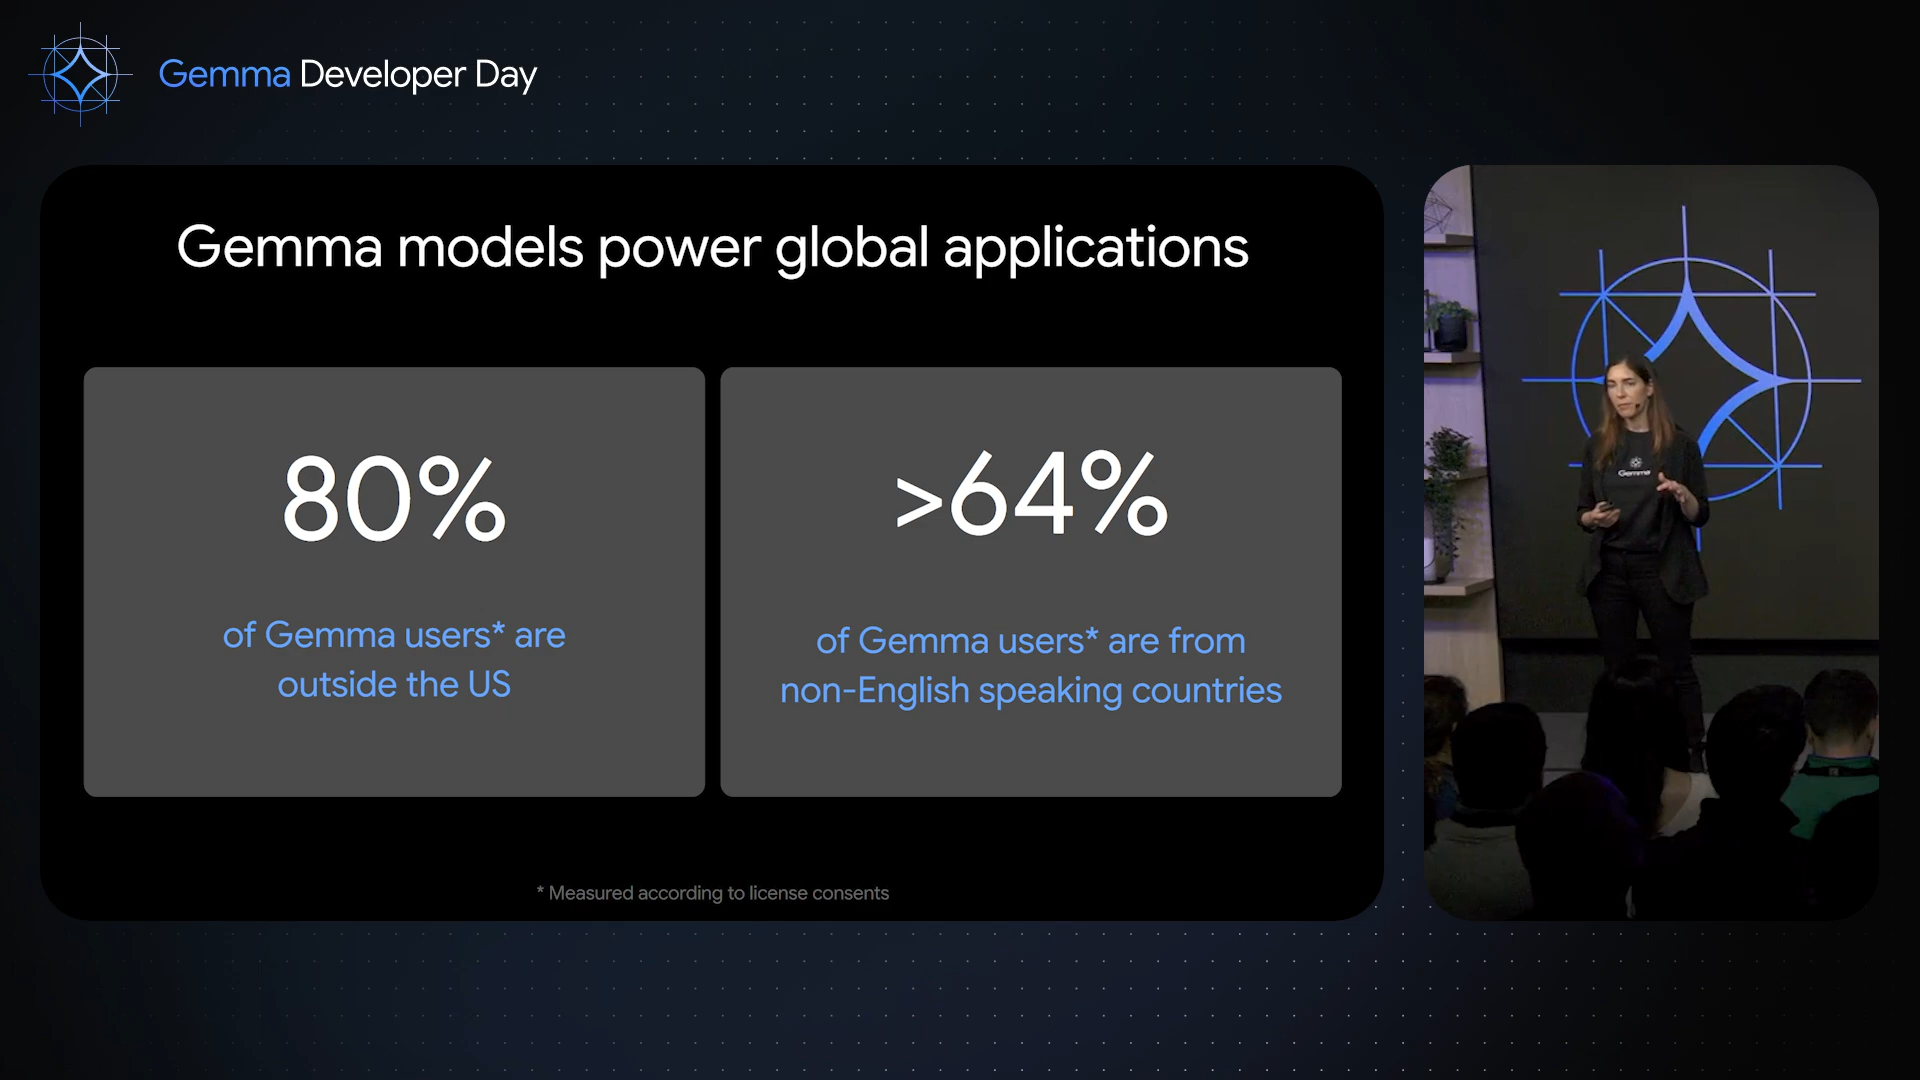 Gemma Developer Day
Gemma models power global applications
80%
of Gemma users* are
outside the US
>64%
of Gemma users* are from
non-English speaking countries
* Measured according to license consents
Gemma